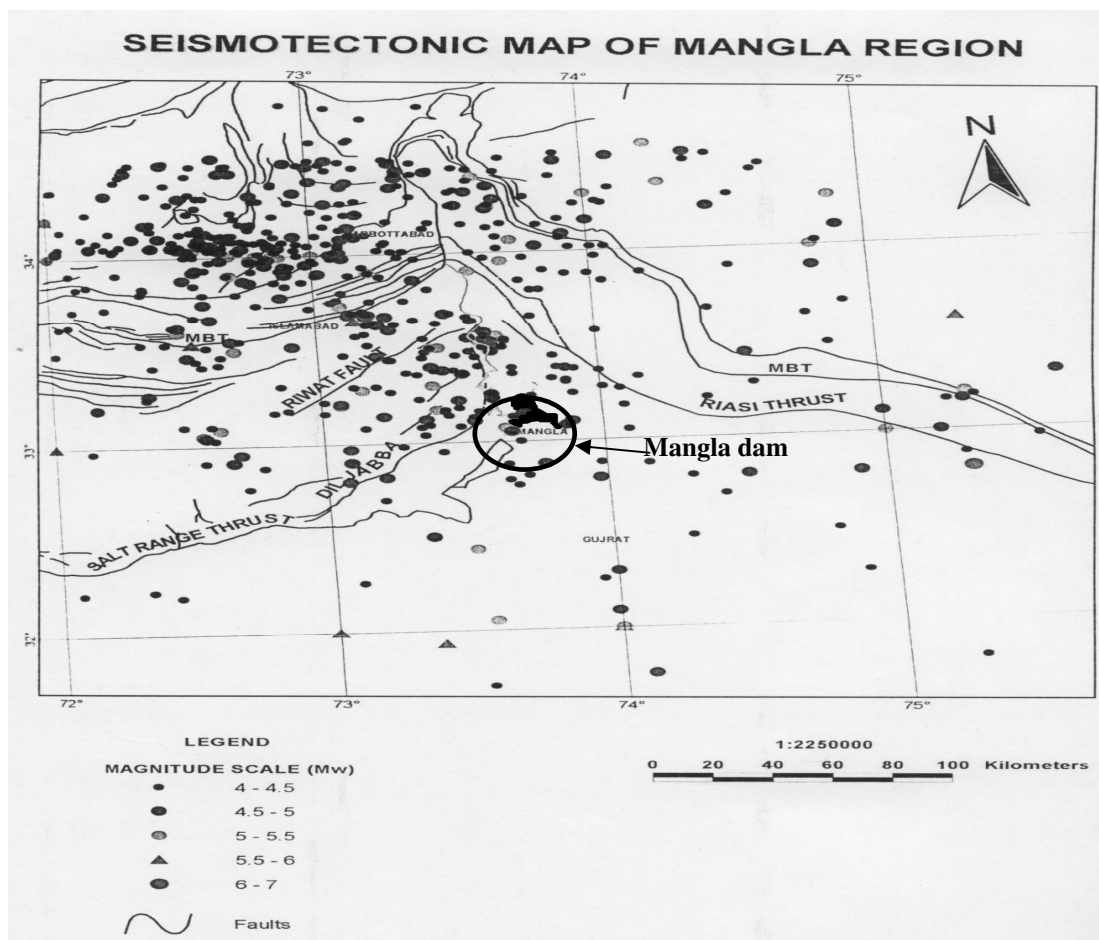 SEISMOTECTONIC MAP OF MANGLA REGION
73° 74° 75°
N
ABBOTTABAD
34°
ISLAMABAD
MBT
RIWAT FAULT
MBT
RIASI THRUST
MANGLA
Mangla dam
33°
DIL JABBA
SALT RANGE THRUST
GUJRAT
32°
72° 73° 74° 75°
LEGEND
MAGNITUDE SCALE (Mw)
4 - 4.5
4.5 - 5
5 - 5.5
5.5 - 6
6 - 7
Faults
1:2250000
0 20 40 60 80 100 Kilometers